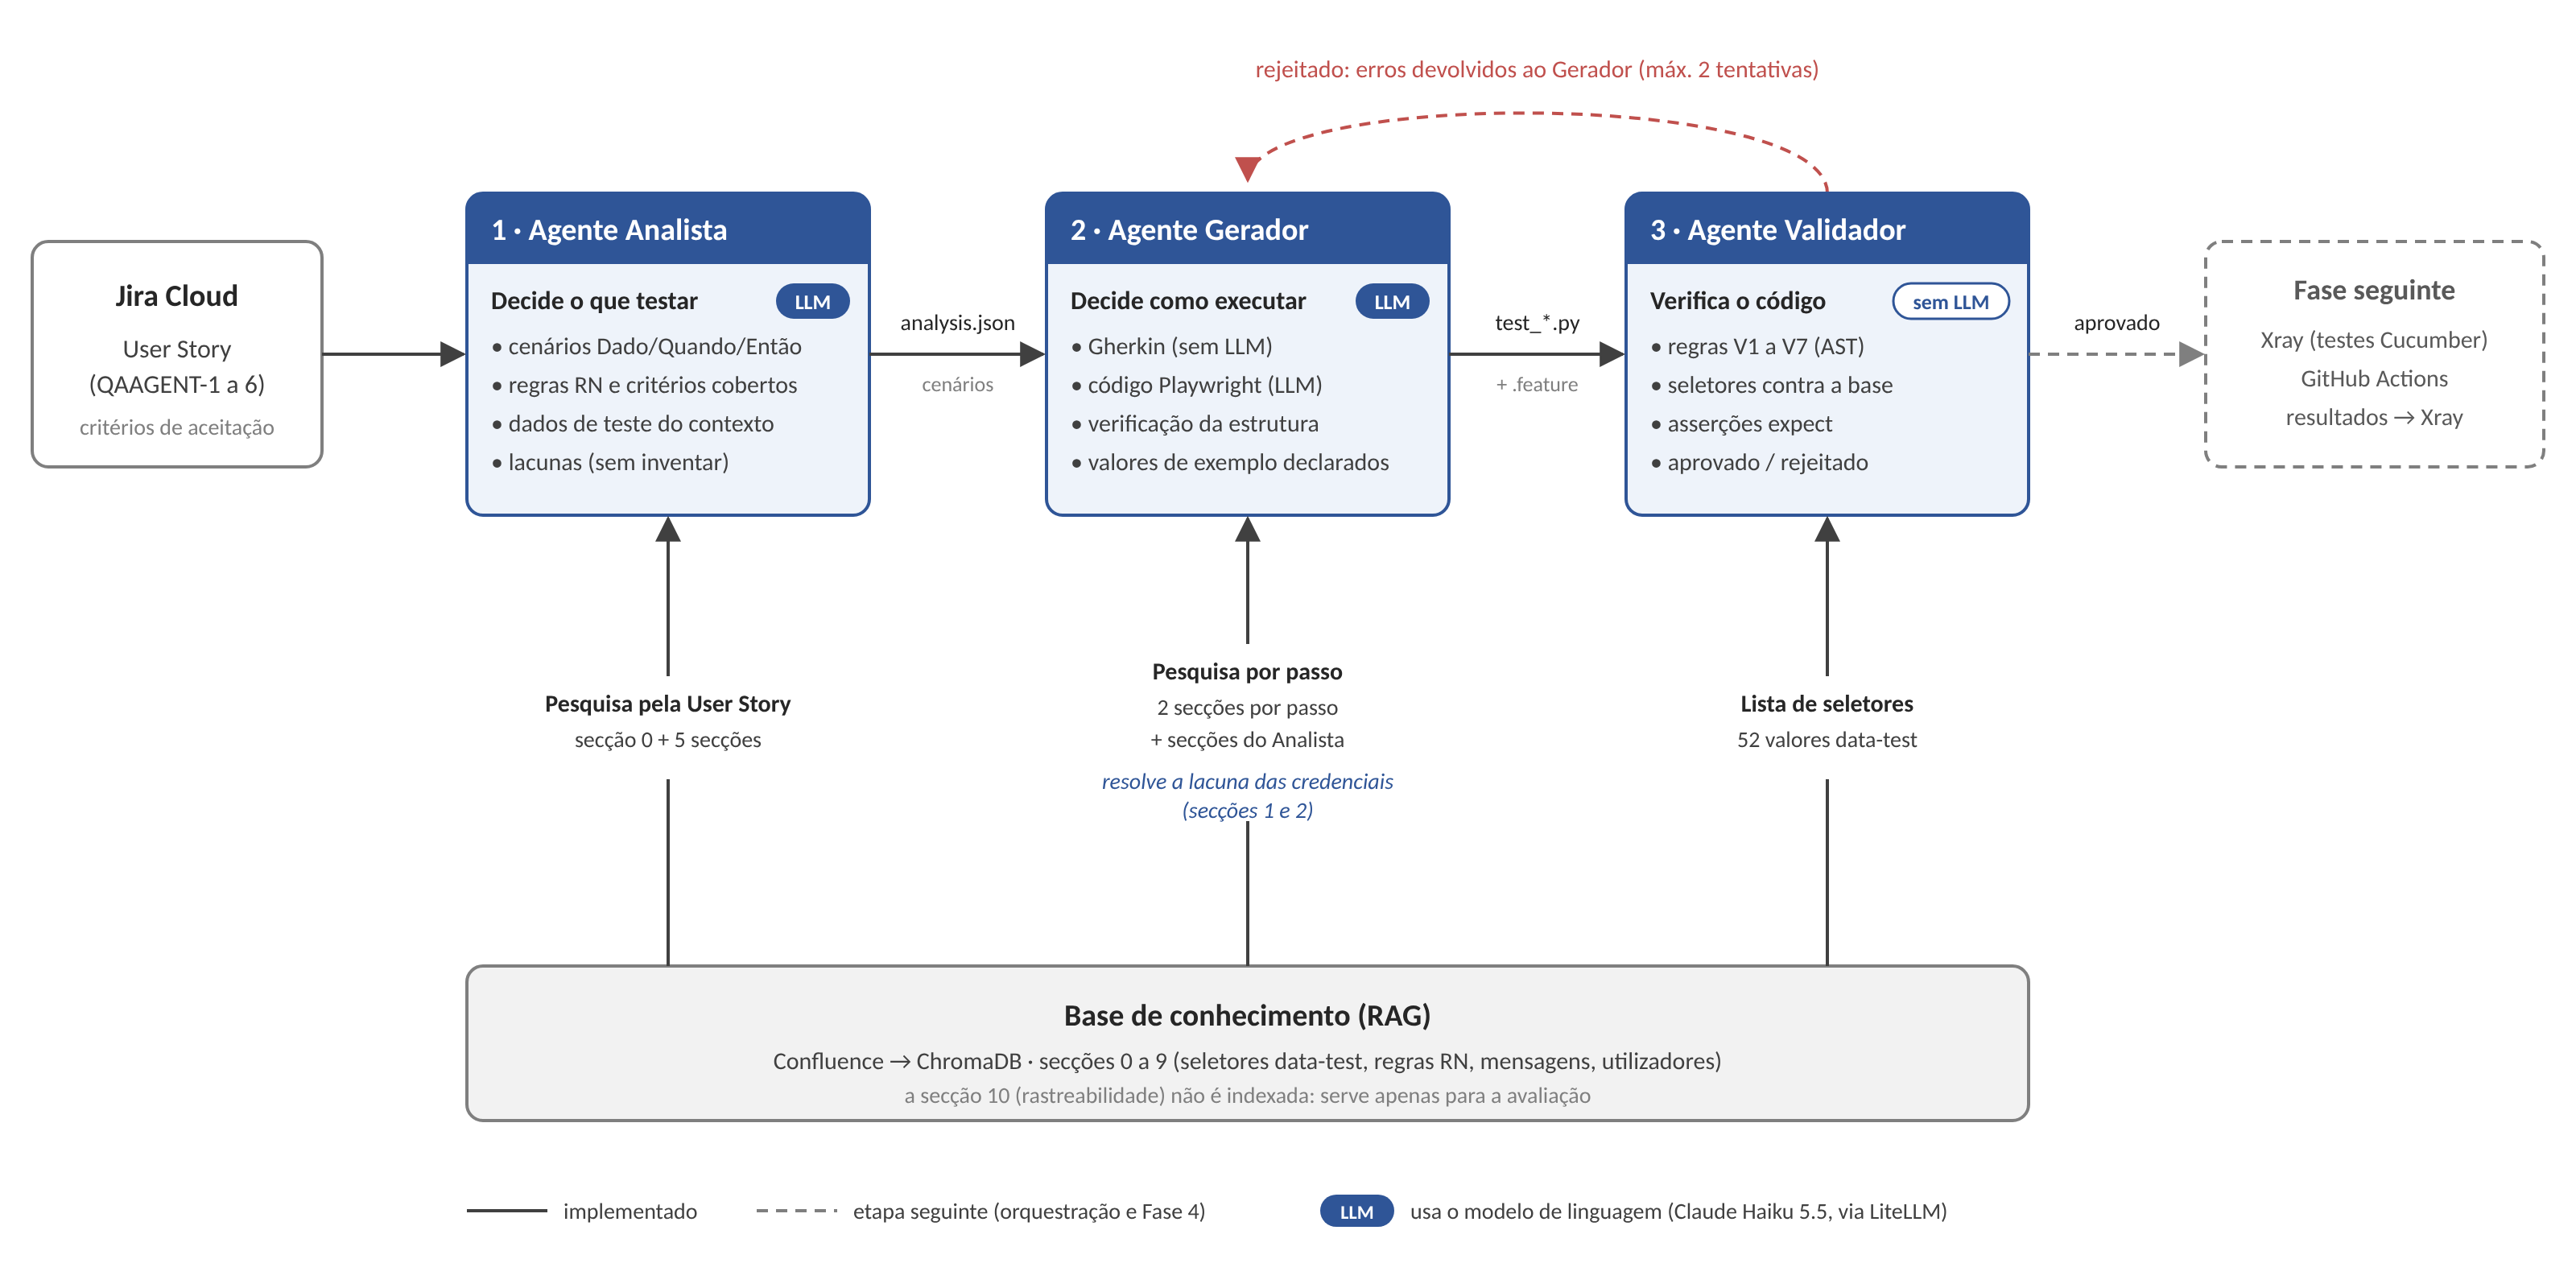 rejeitado: erros devolvidos ao Gerador (máx. 2 tentativas)
Jira Cloud
User Story
(QAAGENT-1 a 6)
critérios de aceitação
1 · Agente Analista
Decide o que testar
LLM
• cenários Dado/Quando/Então
• regras RN e critérios cobertos
• dados de teste do contexto
• lacunas (sem inventar)
analysis.json
cenários
2 · Agente Gerador
Decide como executar
LLM
• Gherkin (sem LLM)
• código Playwright (LLM)
• verificação da estrutura
• valores de exemplo declarados
test_*.py
+ .feature
3 · Agente Validador
Verifica o código
sem LLM
• regras V1 a V7 (AST)
• seletores contra a base
• asserções expect
• aprovado / rejeitado
aprovado
Fase seguinte
Xray (testes Cucumber)
GitHub Actions
resultados → Xray
Pesquisa pela User Story
secção 0 + 5 secções
Pesquisa por passo
2 secções por passo
+ secções do Analista
resolve a lacuna das credenciais
(secções 1 e 2)
Lista de seletores
52 valores data-test
Base de conhecimento (RAG)
Confluence → ChromaDB · secções 0 a 9 (seletores data-test, regras RN, mensagens, utilizadores)
a secção 10 (rastreabilidade) não é indexada: serve apenas para a avaliação
implementado
etapa seguinte (orquestração e Fase 4)
LLM
usa o modelo de linguagem (Claude Haiku 5.5, via LiteLLM)